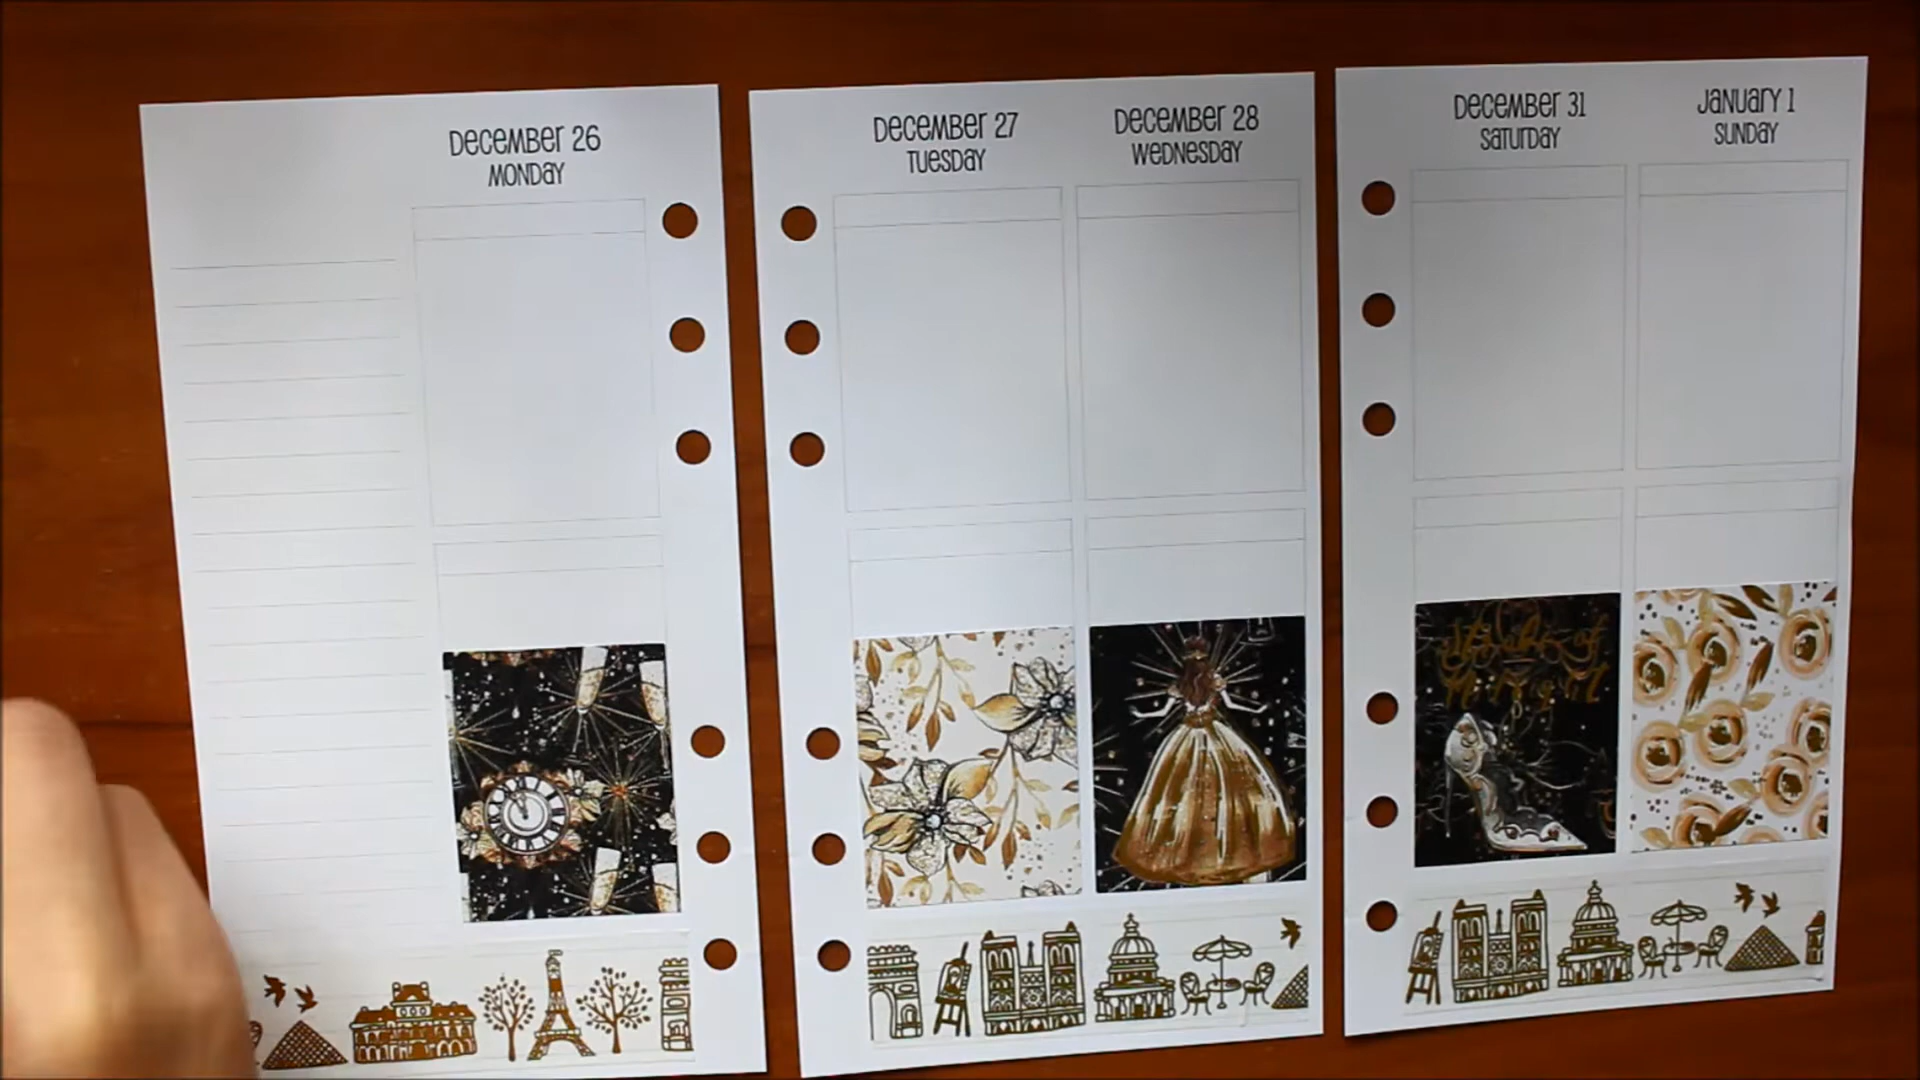 December 26
Monday
December 27
Tuesday
December 28
Wednesday
December 31
Saturday
January 1
Sunday